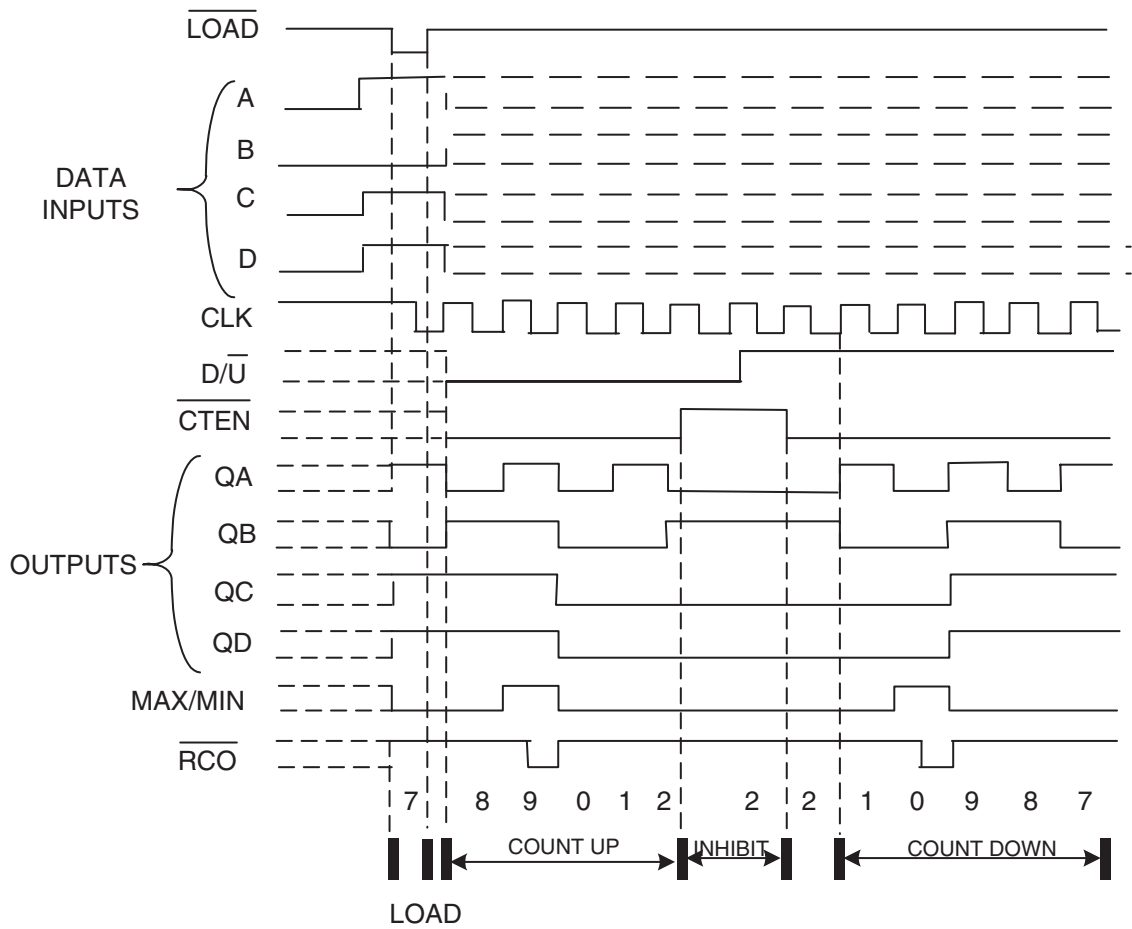 LOAD
A
B
C
D
DATA
INPUTS
CLK
D/U
CTEN
QA
QB
QC
QD
OUTPUTS
MAX/MIN
RCO
7 8 9 0 1 2 2 2 1 0 9 8 7
COUNT UP INHIBIT COUNT DOWN
LOAD